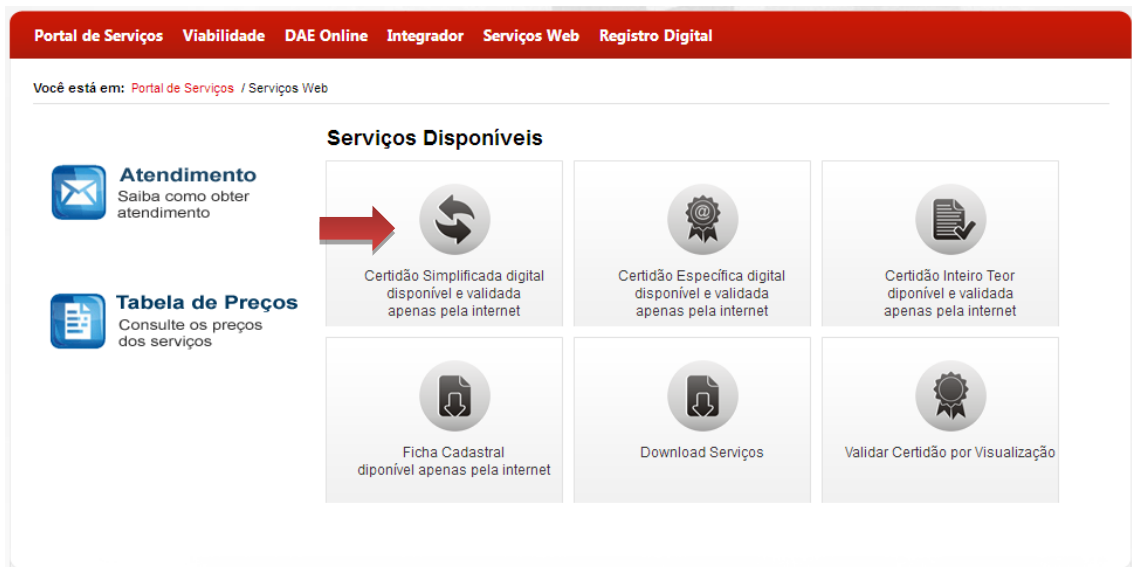 Portal de Serviços Viabilidade DAE Online Integrador Serviços Web Registro Digital
Você está em: Portal de Serviços / Serviços Web
Serviços Disponíveis
Atendimento
Saiba como obter
atendimento
Tabela de Preços
Consulte os preços
dos serviços
Certidão Simplificada digital
disponível e validada
apenas pela internet
Certidão Específica digital
disponível e validada
apenas pela internet
Certidão Inteiro Teor
diponível e validada
apenas pela internet
Ficha Cadastral
diponível apenas pela internet
Download Serviços
Validar Certidão por Visualização